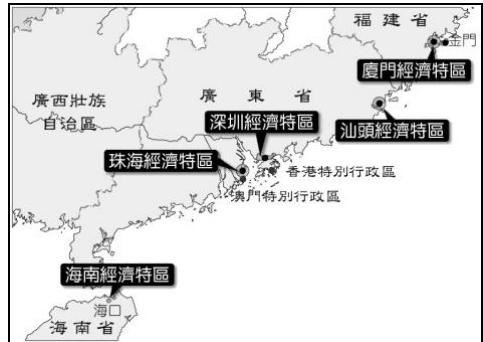 福建省
金門
廈門經濟特區
廣西壯族
自治區
廣東省
深圳經濟特區
汕頭經濟特區
珠海經濟特區
香港特別行政區
澳門特別行政區
海南經濟特區
海口
海南省